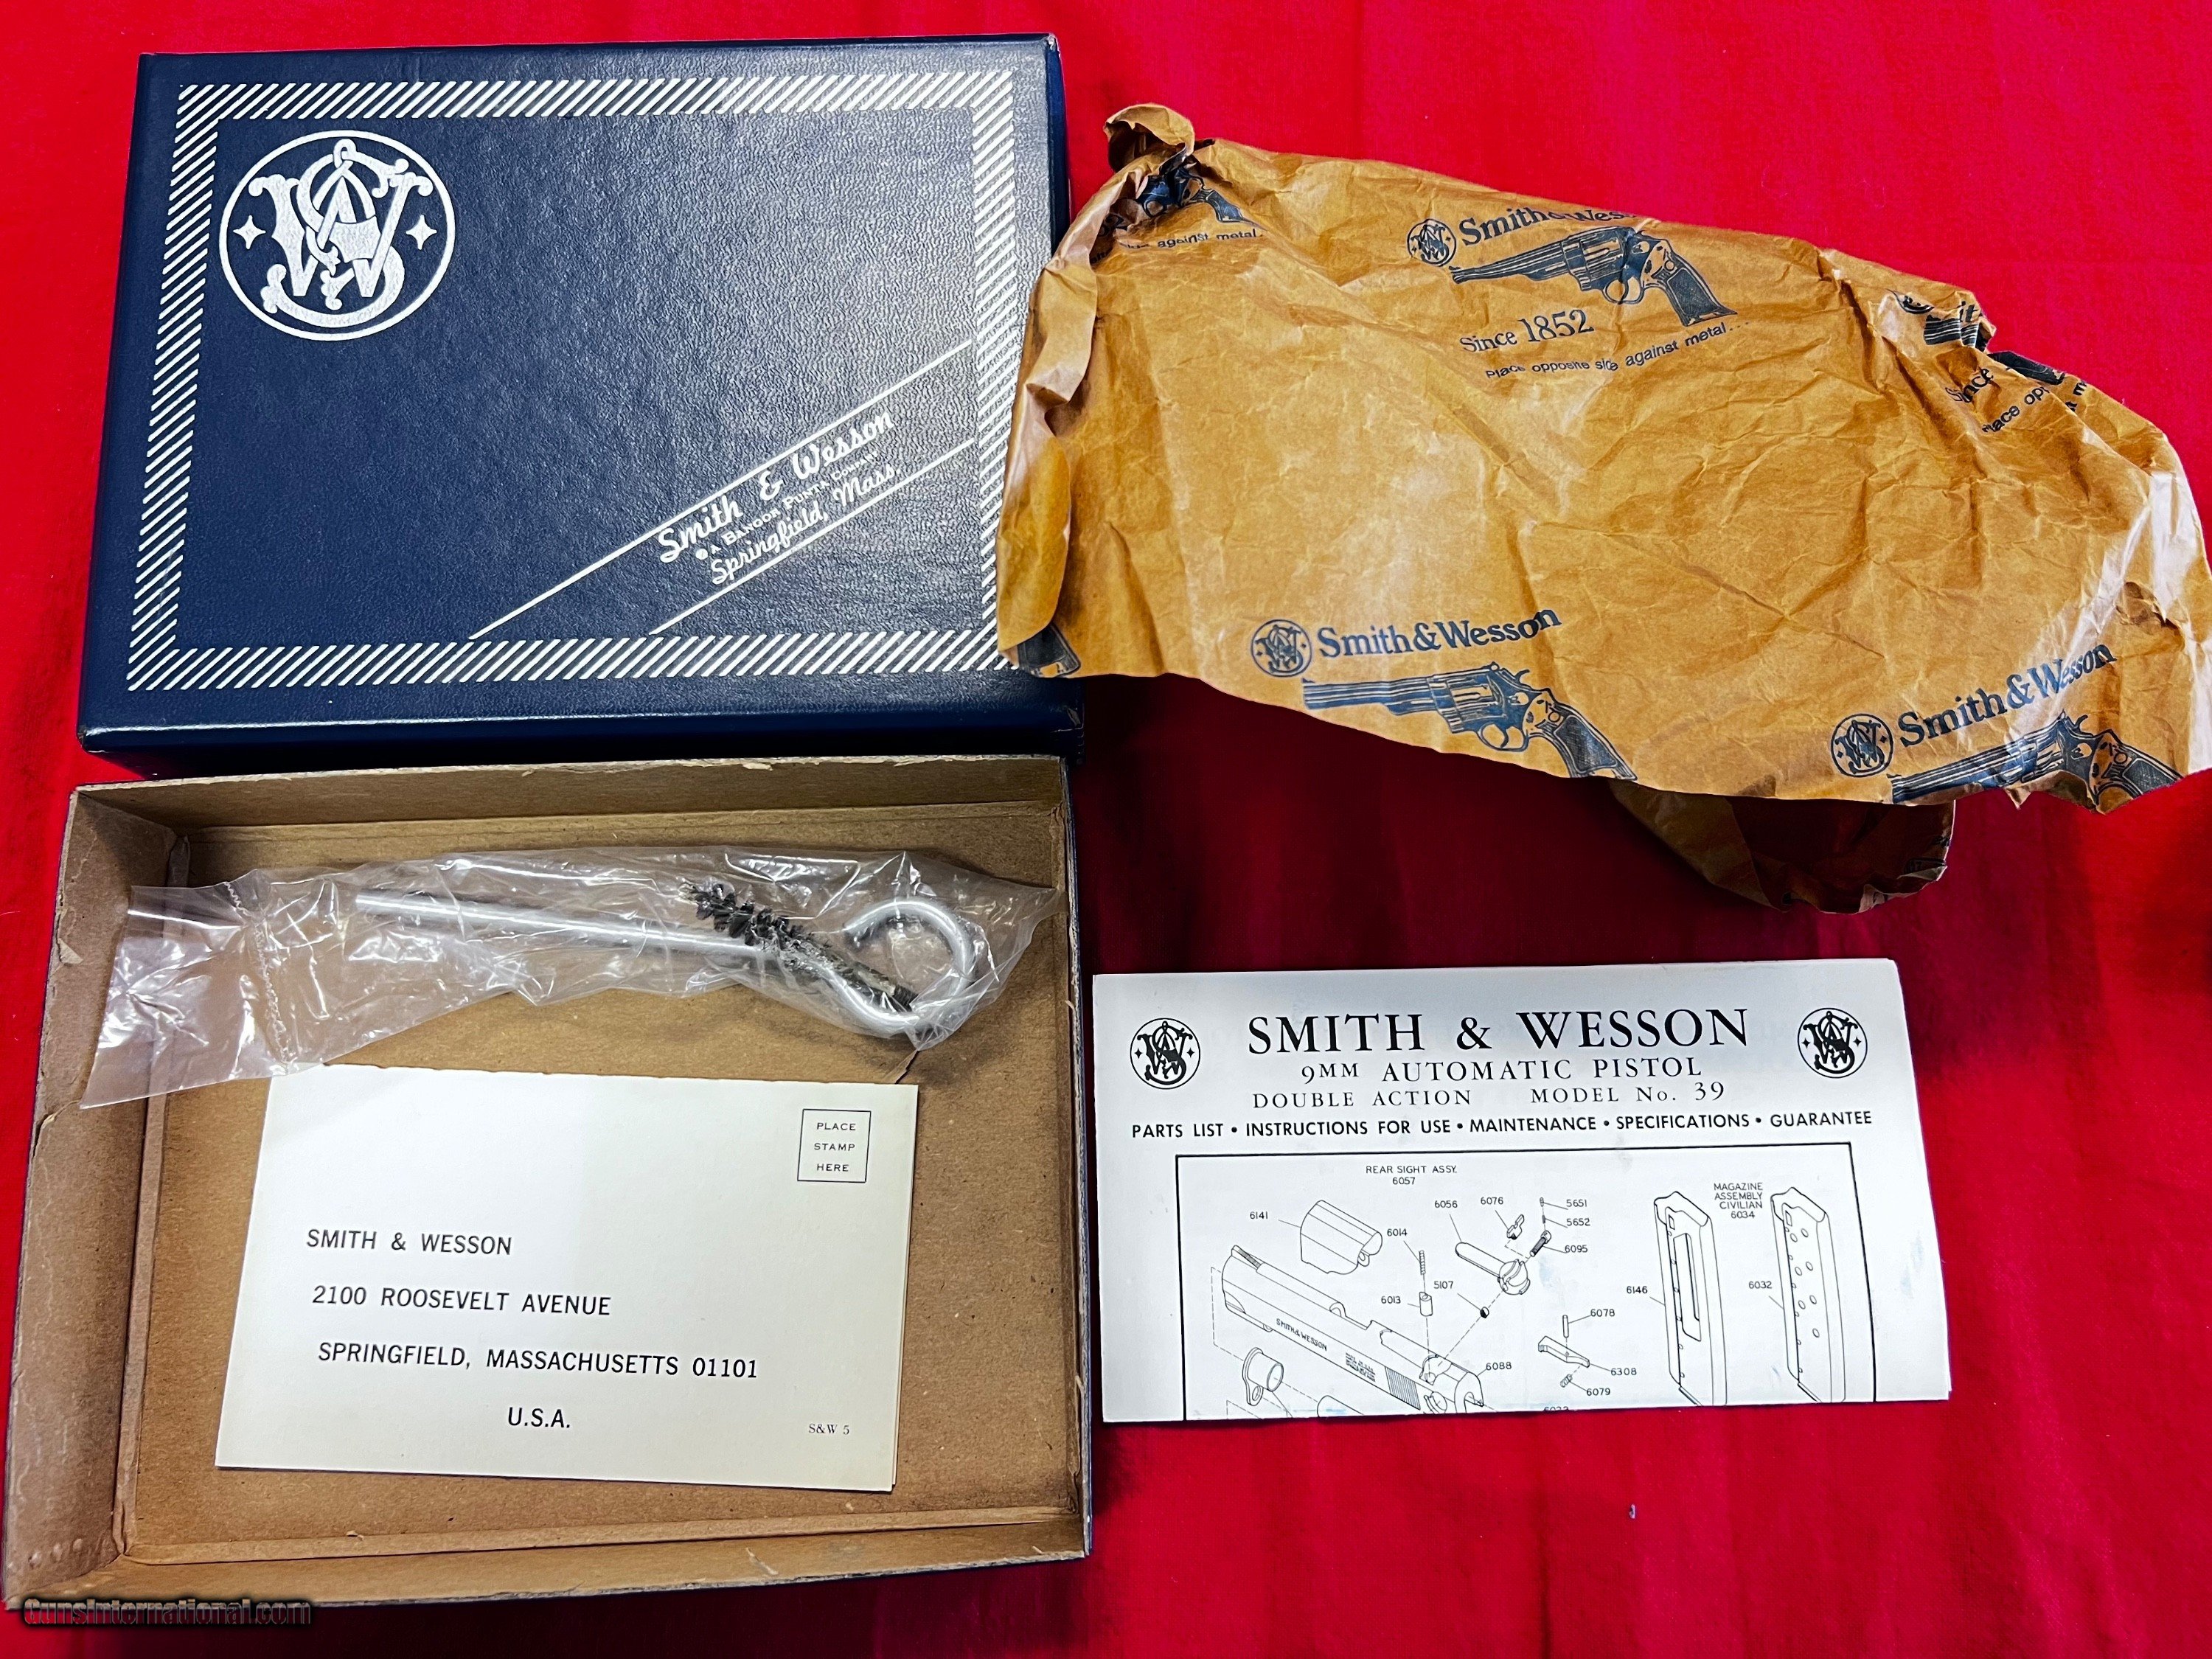 Smith & Wesson
A BANGOR PUNTA COMPANY
Springfield, Mass.
against metal...
Smith & Wesson
Since 1852
Place opposite side against metal...
Since
Place
Smith & Wesson
Smith & Wesson
SMITH & WESSON
9MM AUTOMATIC PISTOL
DOUBLE ACTION MODEL No. 39
PARTS LIST • INSTRUCTIONS FOR USE • MAINTENANCE • SPECIFICATIONS • GUARANTEE
REAR SIGHT ASSY.
6057
MAGAZINE
ASSEMBLY
CIVILIAN
6034
6141
6014
6056
6076
5651
5652
6095
6013
5107
6146
6032
6078
6308
6079
6088
SMITH & WESSON
PLACE
STAMP
HERE
SMITH & WESSON
2100 ROOSEVELT AVENUE
SPRINGFIELD, MASSACHUSETTS 01101
U.S.A.
S&W 5
GunsInternational.com